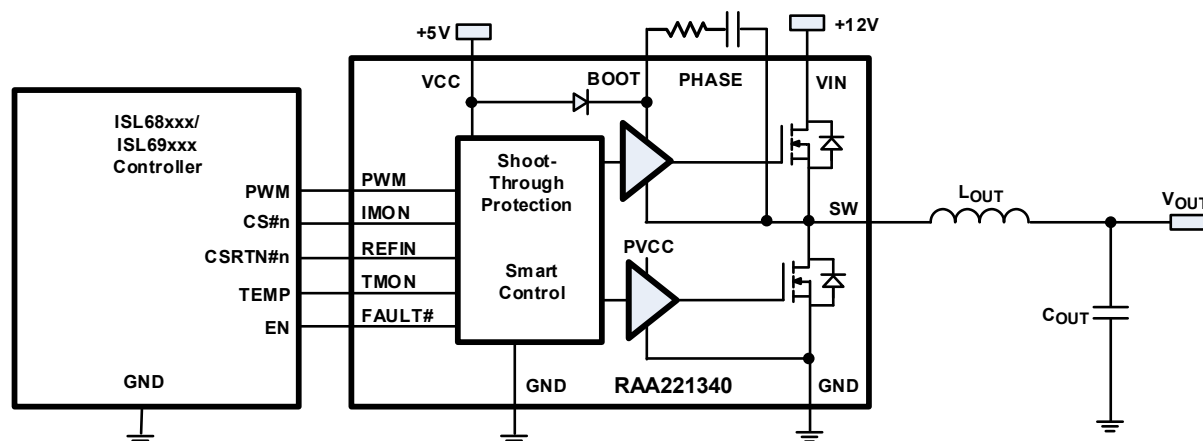 +5V
+12V
VCC
BOOT
PHASE
VIN
ISL68xxx/
ISL69xxx
Controller
PWM
CS#n
CSRTN#n
TEMP
EN
GND
PWM
IMON
REFIN
TMON
FAULT#
Shoot-
Through
Protection
Smart
Control
PVCC
SW
GND
RAA221340
GND
LOUT
VOUT
COUT